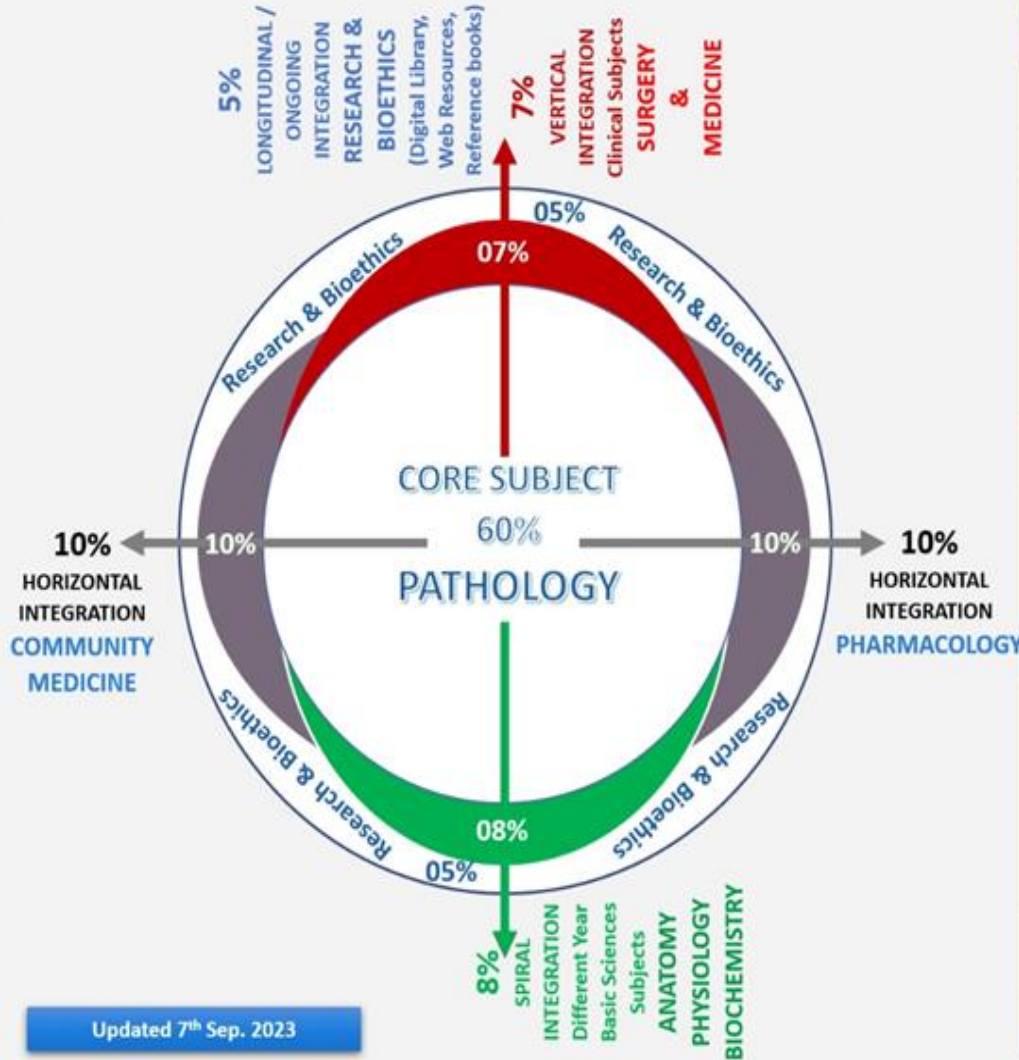 5%
LONGITUDINAL /
ONGOING
INTEGRATION
RESEARCH &
BIOETHICS
(Digital Library,
Web Resources,
Reference books)
7%
VERTICAL
INTEGRATION
Clinical Subjects
SURGERY
&
MEDICINE
05%
Research & Bioethics
Research & Bioethics
07%
CORE SUBJECT
60%
PATHOLOGY
10%
HORIZONTAL
INTEGRATION
COMMUNITY
MEDICINE
10%
10%
10%
HORIZONTAL
INTEGRATION
PHARMACOLOGY
Research & Bioethics
Research & Bioethics
08%
05%
8%
SPIRAL
INTEGRATION
Different Year
Basic Sciences
Subjects
ANATOMY
PHYSIOLOGY
BIOCHEMISTRY
Updated 7th Sep. 2023